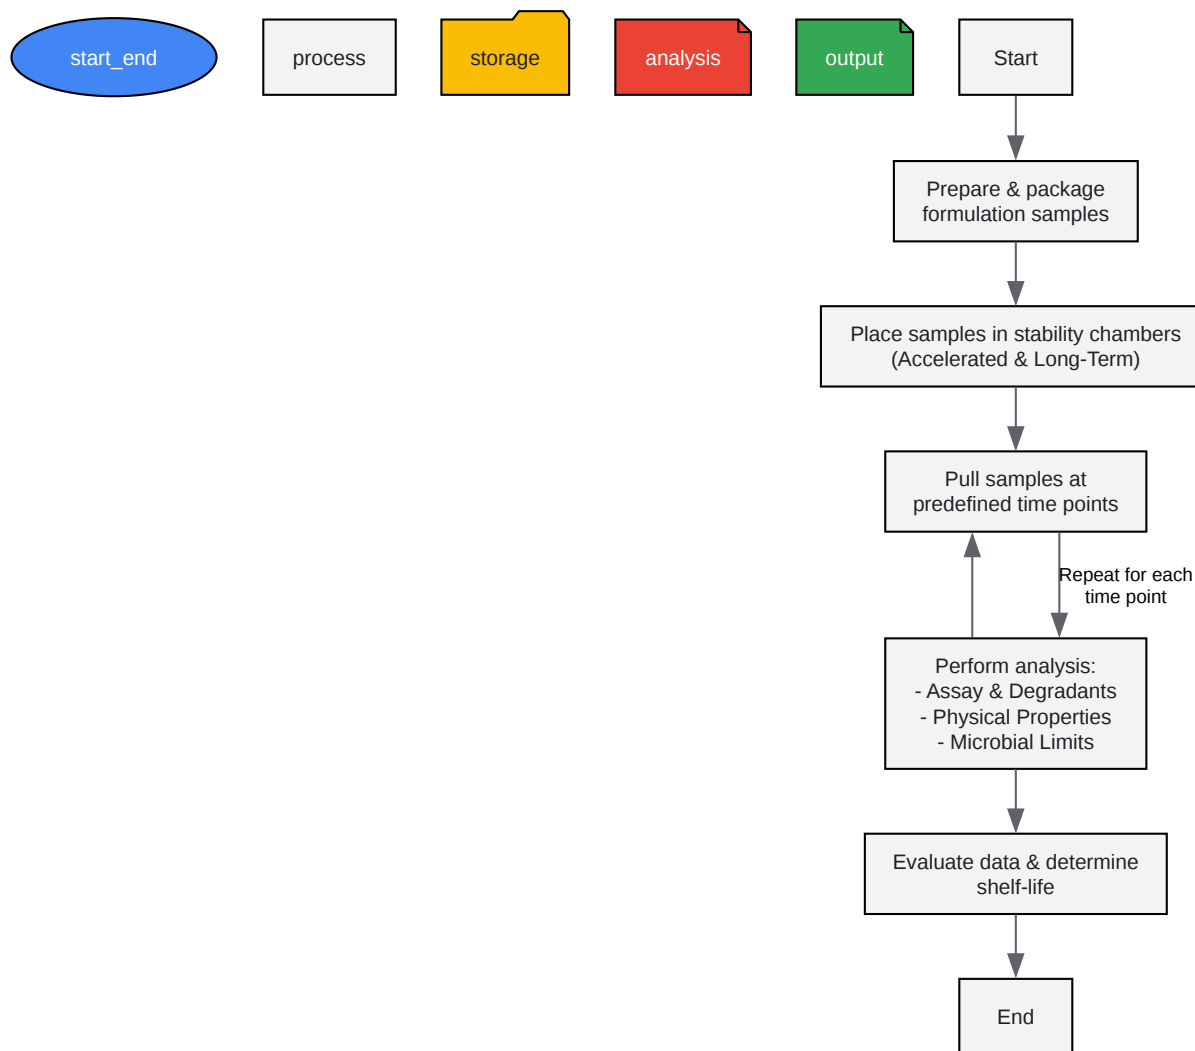 start_end
process
storage
analysis
output
Start
Prepare & package
formulation samples
Place samples in stability chambers
(Accelerated & Long-Term)
Pull samples at
predefined time points
Repeat for each
time point
Perform analysis:
- Assay & Degradants
- Physical Properties
- Microbial Limits
Evaluate data & determine
shelf-life
End